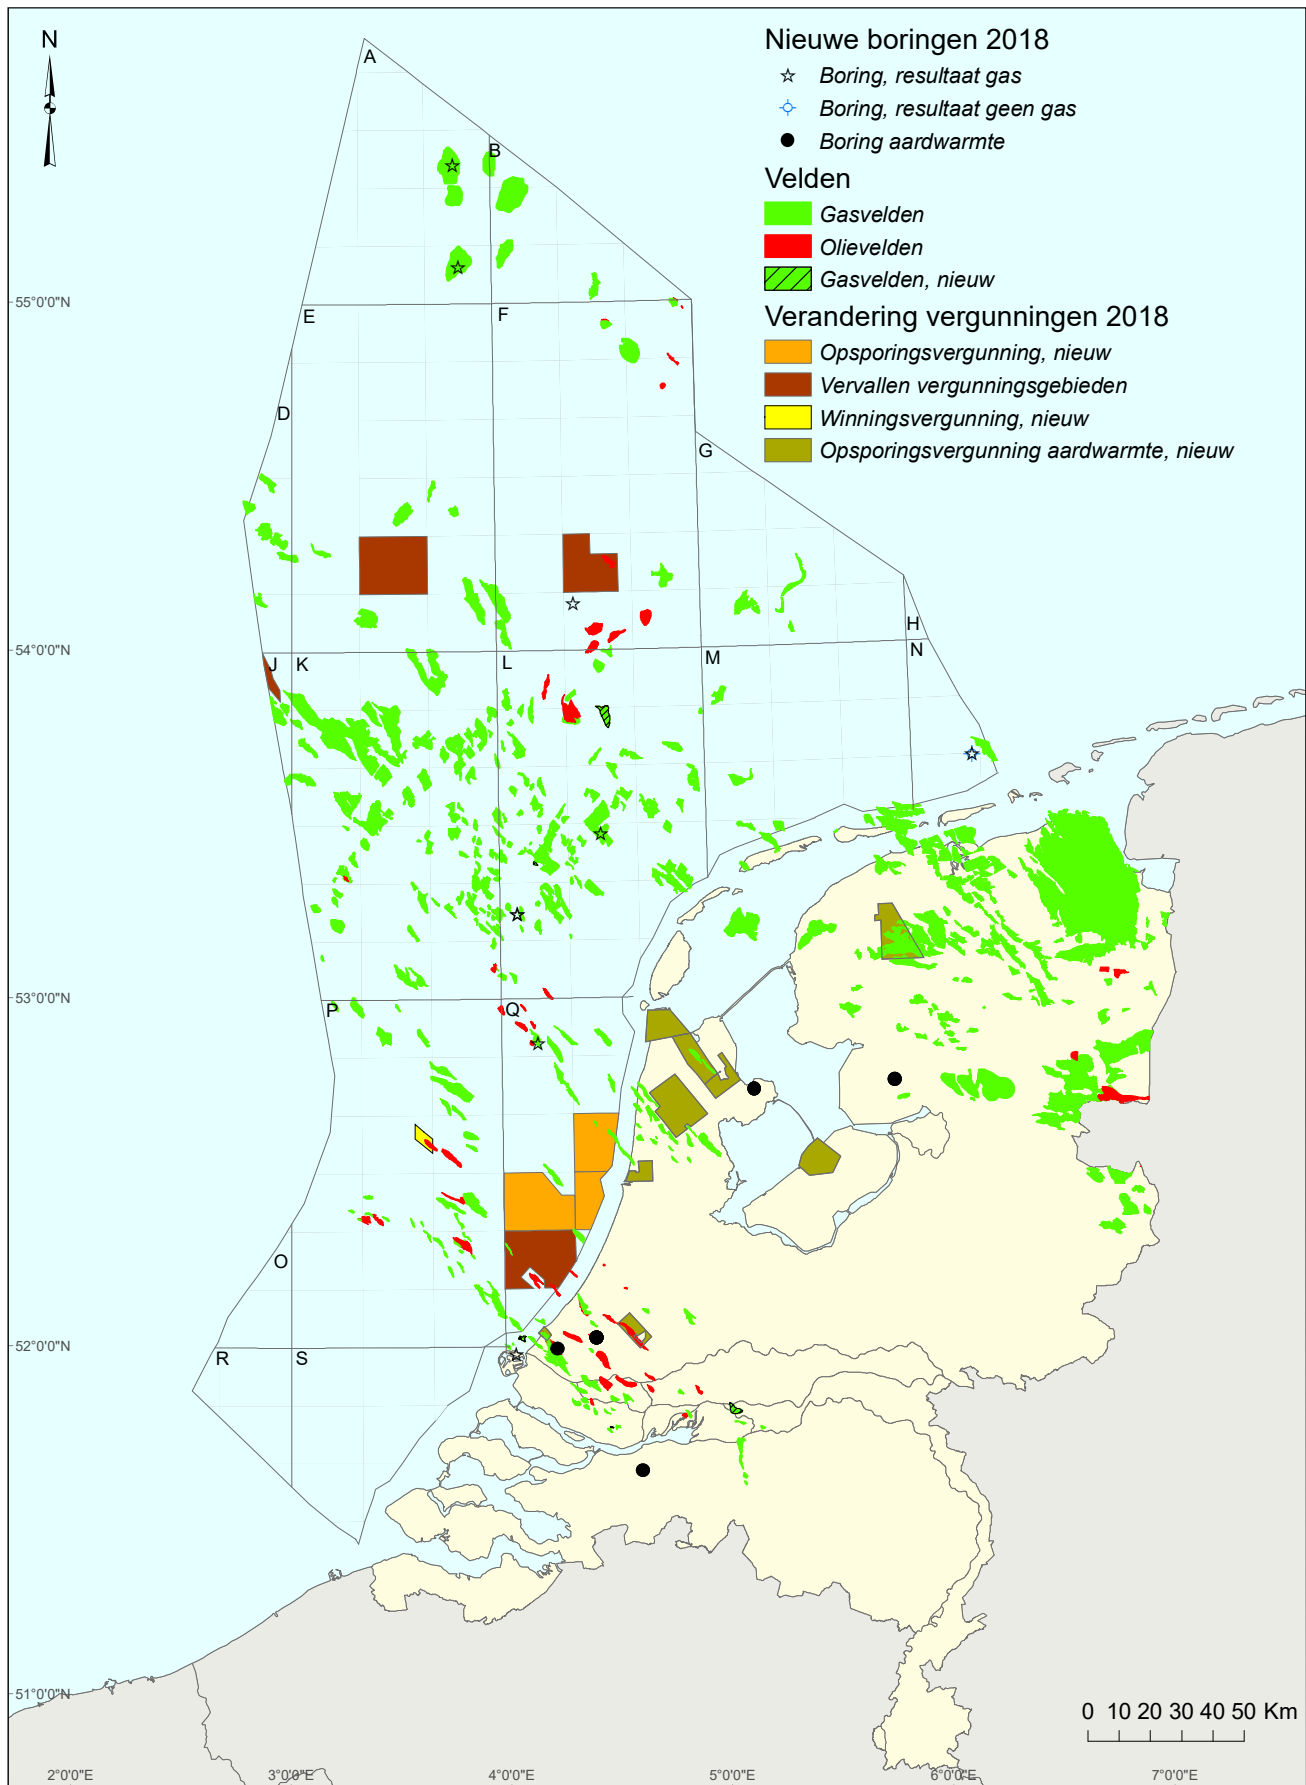 N
Nieuwe boringen 2018
Boring, resultaat gas
Boring, resultaat geen gas
Boring aardwarmte
Velden
Gasvelden
Olievelden
Gasvelden, nieuw
Verandering vergunningen 2018
Opsporingsvergunning, nieuw
Vervallen vergunningsgebieden
Winningsvergunning, nieuw
Opsporingsvergunning aardwarmte, nieuw
A
B
55°0'0"N
E
F
D
G
H
54°0'0"N
J
K
L
M
N
53°0'0"N
P
Q
O
52°0'0"N
R
S
51°0'0"N
0 10 20 30 40 50 Km
2°0'0"E
3°0'0"E
4°0'0"E
5°0'0"E
6°0'0"E
7°0'0"E